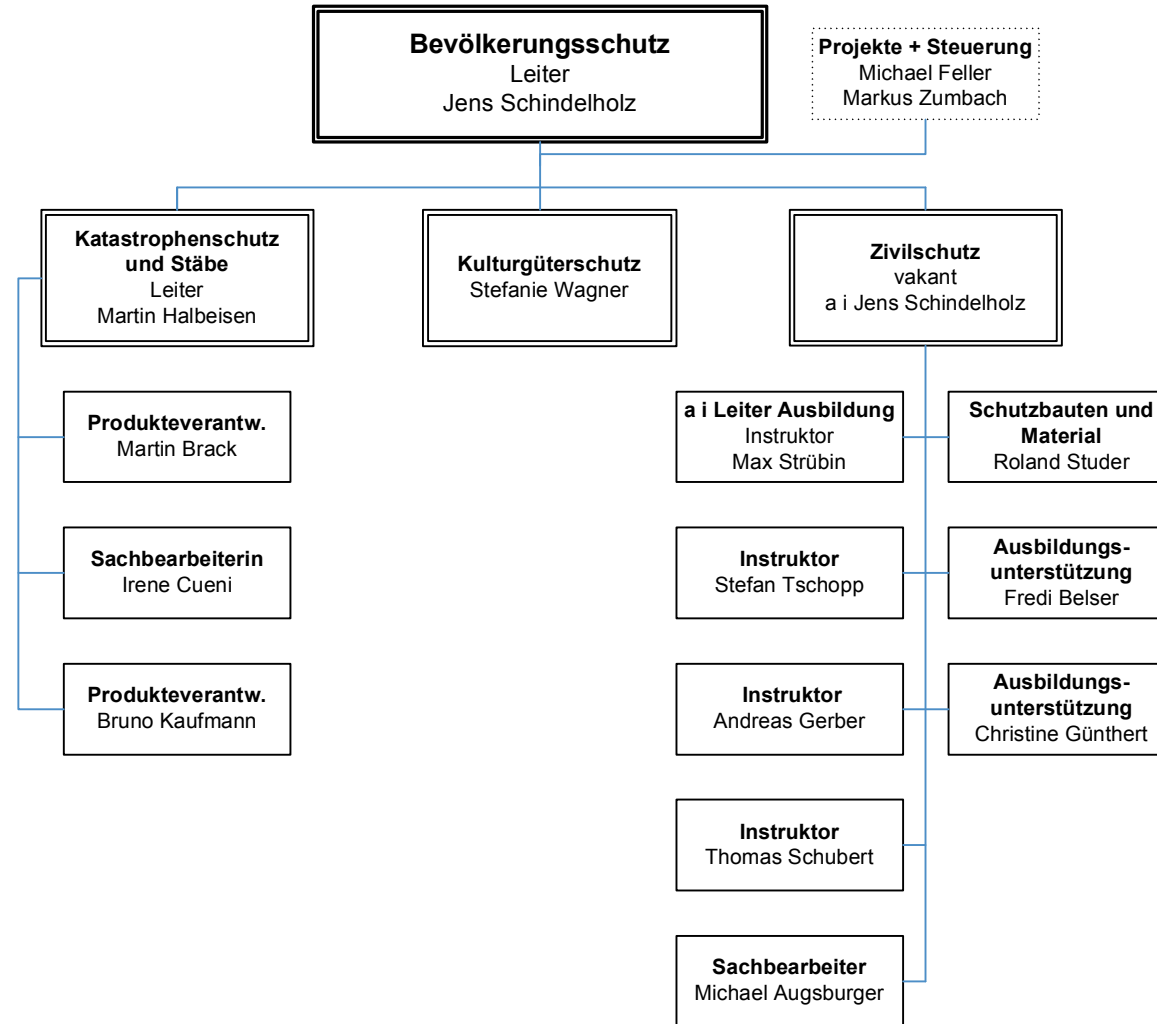 Bevölkerungsschutz
Leiter
Jens Schindelholz
Projekte + Steuerung
Michael Feller
Markus Zumbach
Katastrophenschutz
und Stäbe
Leiter
Martin Halbeisen
Kulturgüterschutz
Stefanie Wagner
Zivilschutz
vakant
a i Jens Schindelholz
Produkteverantw.
Martin Brack
a i Leiter Ausbildung
Instruktor
Max Strübin
Schutzbauten und
Material
Roland Studer
Sachbearbeiterin
Irene Cueni
Instruktor
Stefan Tschopp
Ausbildungs-
unterstützung
Fredi Belser
Produkteverantw.
Bruno Kaufmann
Instruktor
Andreas Gerber
Ausbildungs-
unterstützung
Christine Günthert
Instruktor
Thomas Schubert
Sachbearbeiter
Michael Augsburger